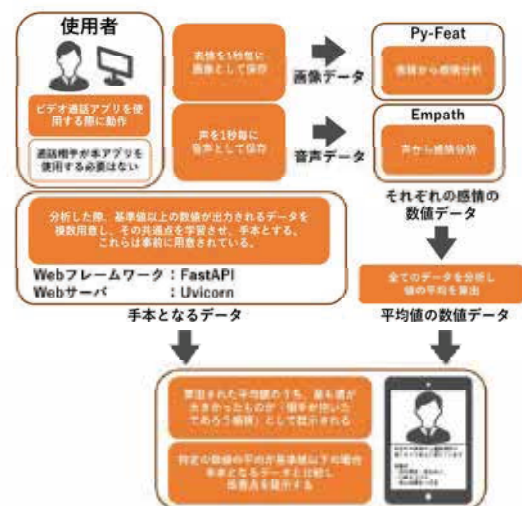 使用者
ビデオ通話アプリを使
用する際に動作
通話相手が本アプリを
使用する必要はない
表情を1秒毎に
画像として保存
画像データ
声を1秒毎に
音声として保存
音声データ
Py-Feat
表情から感情分析
Empath
声から感情分析
それぞれの感情の
数値データ
分析した際、基準値以上の数値が出力されるデータを
複数用意し、その共通点を学習させ、手本とする。
これらは事前に用意されている。
Webフレームワーク：FastAPI
Webサーバ：Uvicorn
手本となるデータ
全てのデータを分析し
値の平均を算出
平均値の数値データ
算出された平均値のうち、最も値が
大きかったものが「相手が抱いた
であろう感情」として提示される
特定の数値の平均が基準値以下の場合
手本となるデータと比較し
改善点を提示する